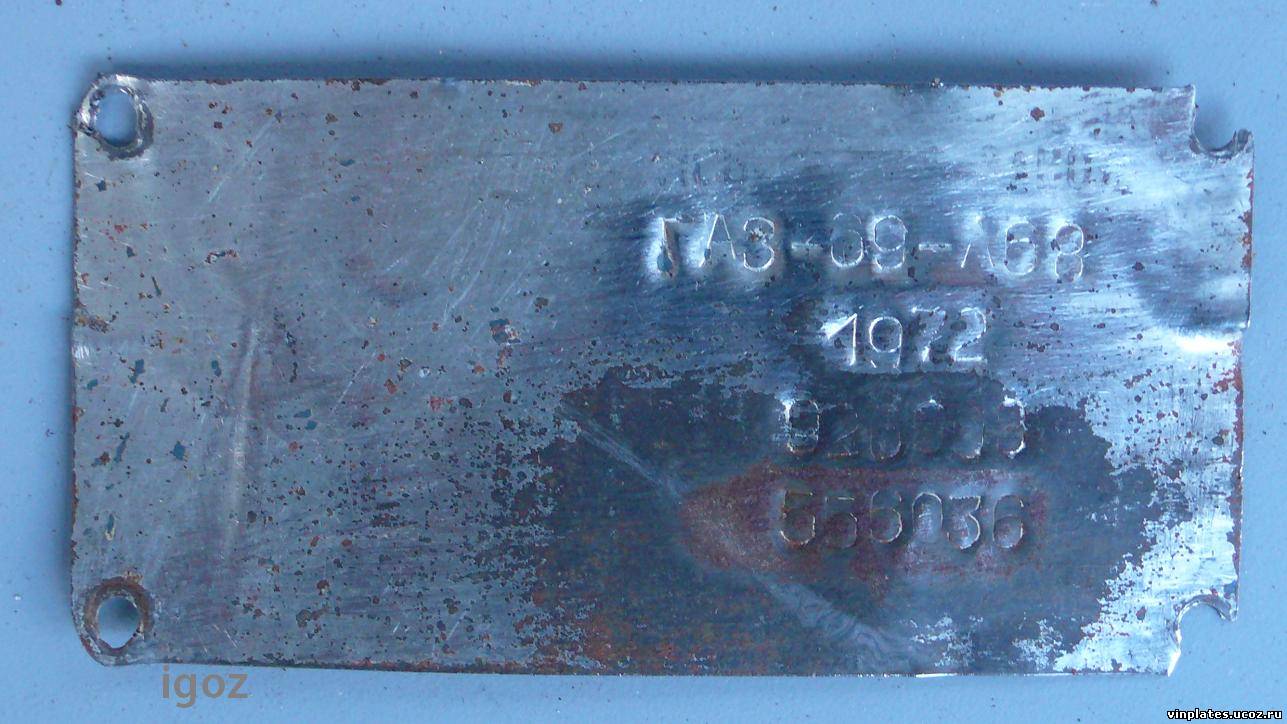 ГАЗ-69-А68
1972
556036
igoz
vinplates.ucoz.ru